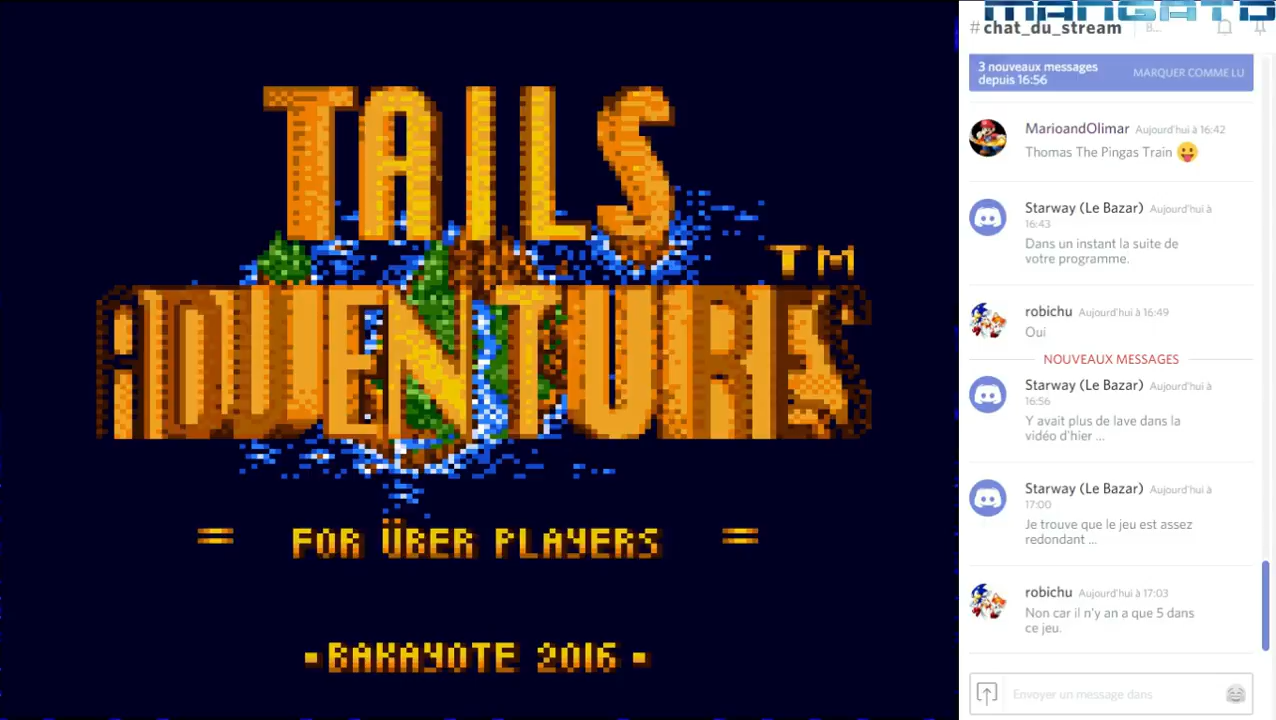 TAILS
ADVENTURES
TM
= FOR ÜBER PLAYERS =
▪BAKAYOTE 2016▪
MANGATD
# chat_du_stream B...
3 nouveaux messages
depuis 16:56
MARQUER COMME LU
MarioandOlimar Aujourd'hui à 16:42
Thomas The Pingas Train 😛
Starway (Le Bazar) Aujourd'hui à
16:43
Dans un instant la suite de
votre programme.
robichu Aujourd'hui à 16:49
Oui
NOUVEAUX MESSAGES
Starway (Le Bazar) Aujourd'hui à
16:56
Y avait plus de lave dans la
vidéo d'hier ...
Starway (Le Bazar) Aujourd'hui à
17:00
Je trouve que le jeu est assez
redondant ...
robichu Aujourd'hui à 17:03
Non car il n'y an a que 5 dans
ce jeu.
Envoyer un message dans